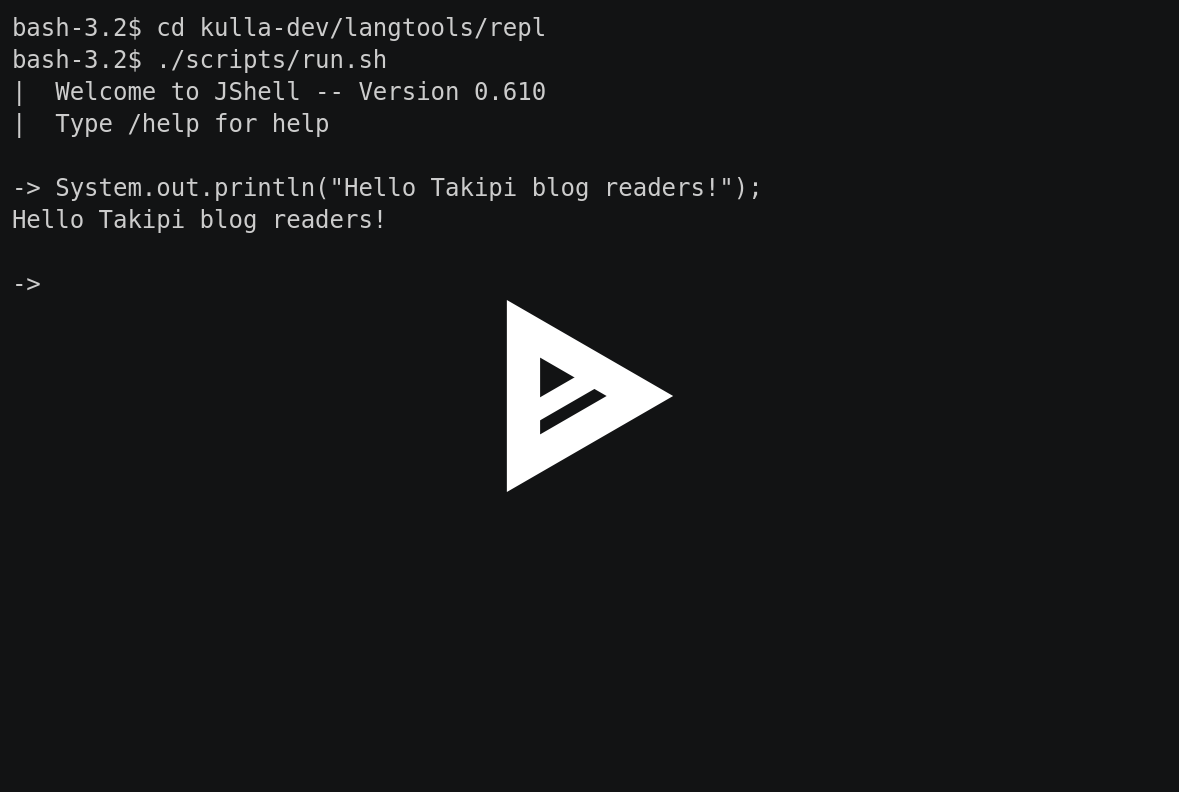 bash-3.2$ cd kulla-dev/langtools/repl
bash-3.2$ ./scripts/run.sh
|  Welcome to JShell -- Version 0.610
|  Type /help for help
-> System.out.println("Hello Takipi blog readers!");
Hello Takipi blog readers!
->